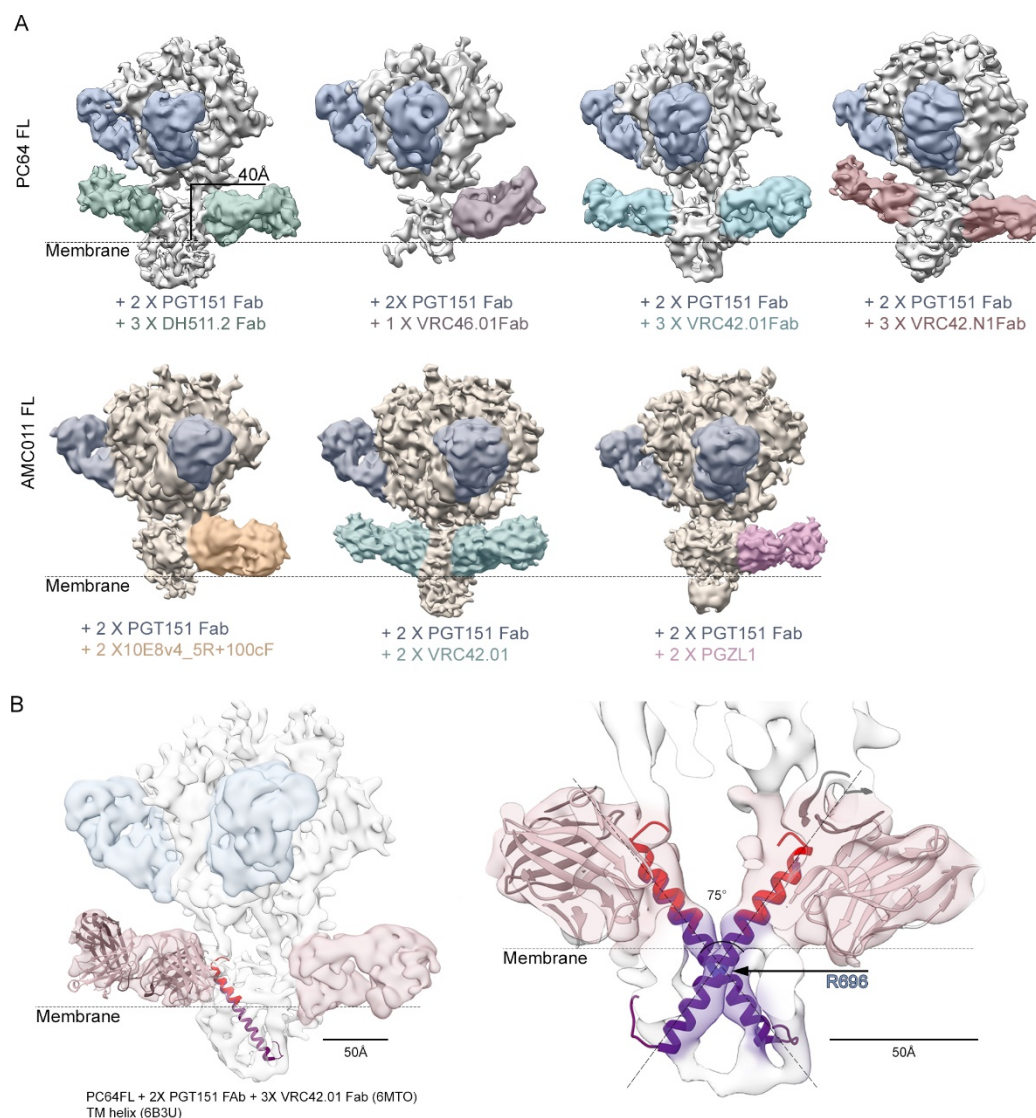 A
PC64 FL
40Å
Membrane
+ 2 X PGT151 Fab
+ 3 X DH511.2 Fab
+ 2X PGT151 Fab
+ 1 X VRC46.01Fab
+ 2 X PGT151 Fab
+ 3 X VRC42.01Fab
+ 2 X PGT151 Fab
+ 3 X VRC42.N1Fab
AMC011 FL
Membrane
+ 2 X PGT151 Fab
+ 2 X10E8v4_5R+100cF
+ 2 X PGT151 Fab
+ 2 X VRC42.01
+ 2 X PGT151 Fab
+ 2 X PGZL1
B
Membrane
50Å
PC64FL + 2X PGT151 FAb + 3X VRC42.01 Fab (6MTO)
TM helix (6B3U)
75°
Membrane
R696
50Å